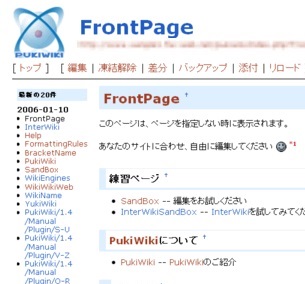 PUKIWIKI
FrontPage
[ トップ ] [ 編集 | 凍結解除 | 差分 | バックアップ | 添付 | リロード
最新の20件
2006-01-10
FrontPage
InterWiki
Help
FormattingRules
BracketName
PukiWiki
SandBox
WikiEngines
WikiWikiWeb
WikiName
YukiWiki
PukiWiki/1.4
/Manual
/Plugin/S-U
PukiWiki/1.4
/Manual
/Plugin/V-Z
PukiWiki/1.4
/Manual
/Plugin/O-R
FrontPage †
このページは、ページを指定しない時に表示されます。
あなたのサイトに合わせ、自由に編集してください *1
練習ページ †
SandBox -- 編集をお試しください
InterWikiSandBox -- InterWikiを試してみてくだ
PukiWikiについて †
PukiWiki -- PukiWikiのご紹介